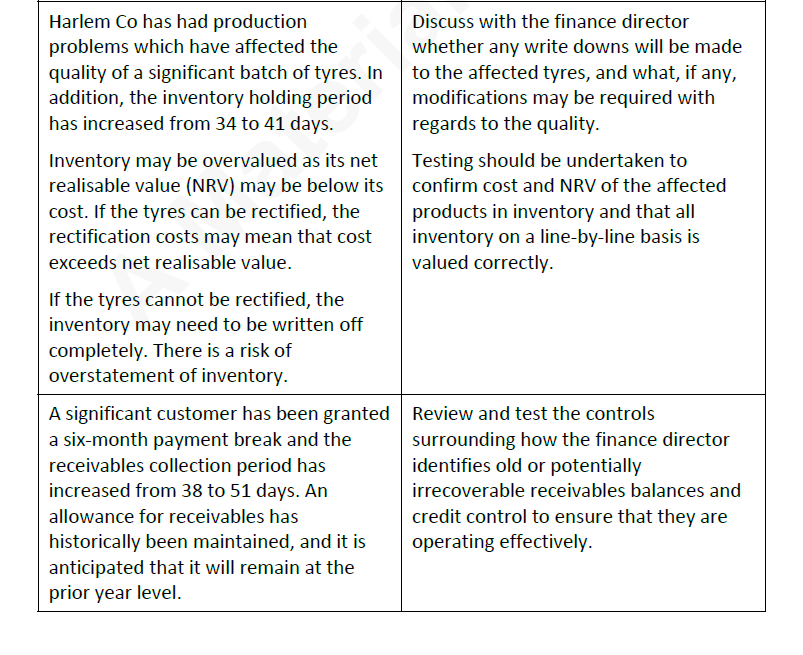 Harlem Co has had production
problems which have affected the
quality of a significant batch of tyres. In
addition, the inventory holding period
has increased from 34 to 41 days.
Inventory may be overvalued as its net
realisable value (NRV) may be below its
cost. If the tyres can be rectified, the
rectification costs may mean that cost
exceeds net realisable value.
If the tyres cannot be rectified, the
inventory may need to be written off
completely. There is a risk of
overstatement of inventory.
Discuss with the finance director
whether any write downs will be made
to the affected tyres, and what, if any,
modifications may be required with
regards to the quality.
Testing should be undertaken to
confirm cost and NRV of the affected
products in inventory and that all
inventory on a line-by-line basis is
valued correctly.
A significant customer has been granted
a six-month payment break and the
receivables collection period has
increased from 38 to 51 days. An
allowance for receivables has
historically been maintained, and it is
anticipated that it will remain at the
prior year level.
Review and test the controls
surrounding how the finance director
identifies old or potentially
irrecoverable receivables balances and
credit control to ensure that they are
operating effectively.